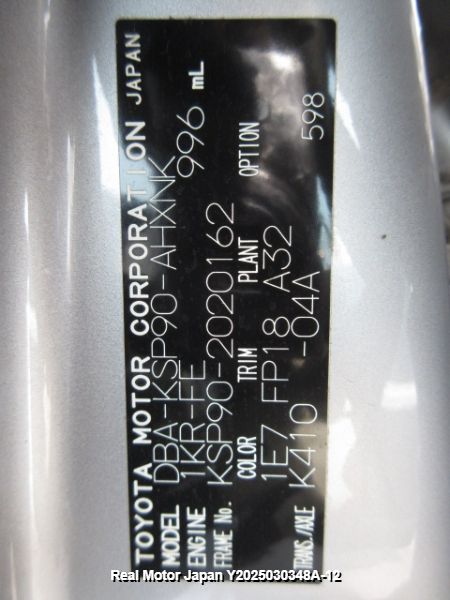 TOYOTA MOTOR CORPORATION JAPAN
MODEL DBA-KSP90-AHXNK
ENGINE 1KR-FE 996 mL
FRAME No. KSP90-2020162
COLOR TRIM PLANT OPTION
1E7 FP18 A32 598
TRANS./AXLE K410 -04A
Real Motor Japan Y2025030348A-12